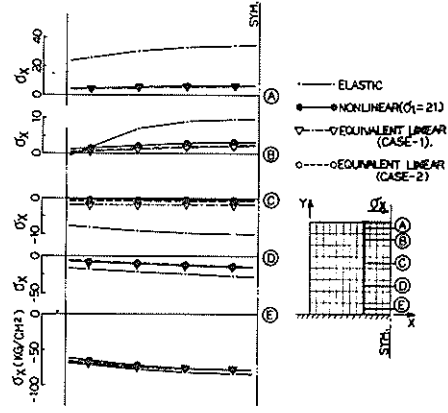 SYM.
40
20
0
σx
Ⓐ
10
0
σx
Ⓑ
0
-10
σx
Ⓒ
0
-50
σx
Ⓓ
0
-50
-100
σx (KG/CM²)
Ⓔ
ELASTIC
NONLINEAR(σ1=21)
EQUIVALENT LINEAR
(CASE-1).
EQUIVALENT LINEAR
(CASE-2)
Y
σx
Ⓐ
Ⓑ
Ⓒ
Ⓓ
Ⓔ
X
SYM.